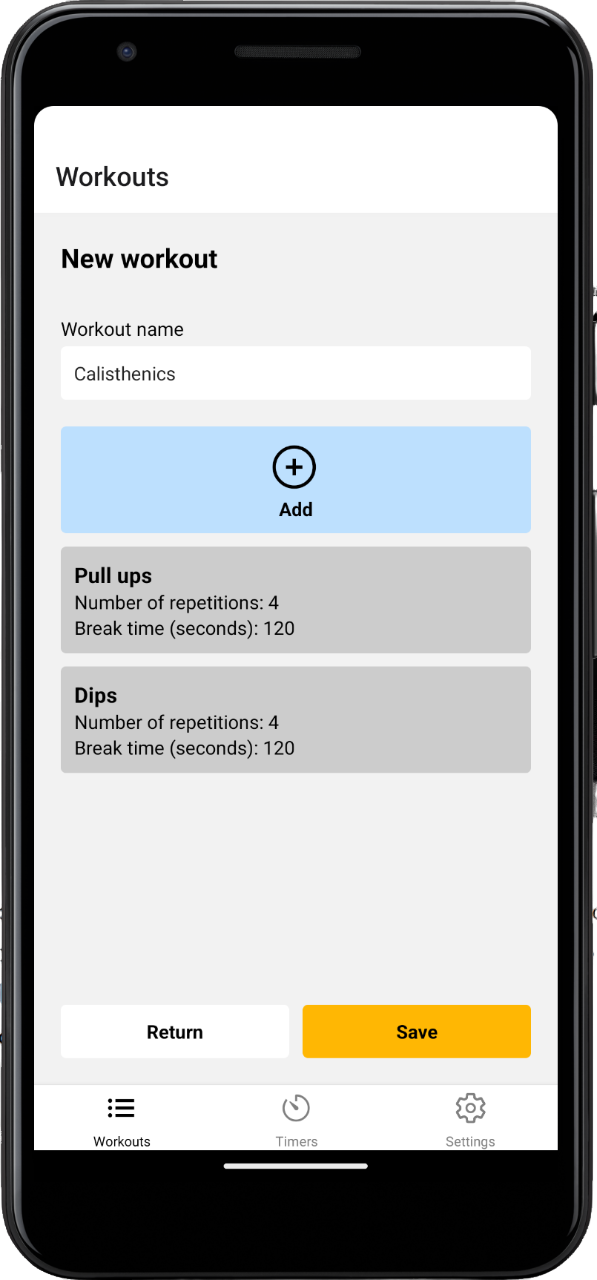 Workouts
New workout
Workout name
Calisthenics
Add
Pull ups
Number of repetitions: 4
Break time (seconds): 120
Dips
Number of repetitions: 4
Break time (seconds): 120
Return
Save
Workouts
Timers
Settings